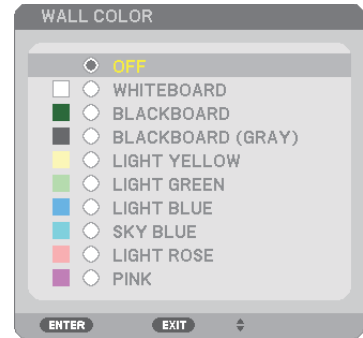 WALL COLOR
OFF
WHITEBOARD
BLACKBOARD
BLACKBOARD (GRAY)
LIGHT YELLOW
LIGHT GREEN
LIGHT BLUE
SKY BLUE
LIGHT ROSE
PINK
ENTER EXIT